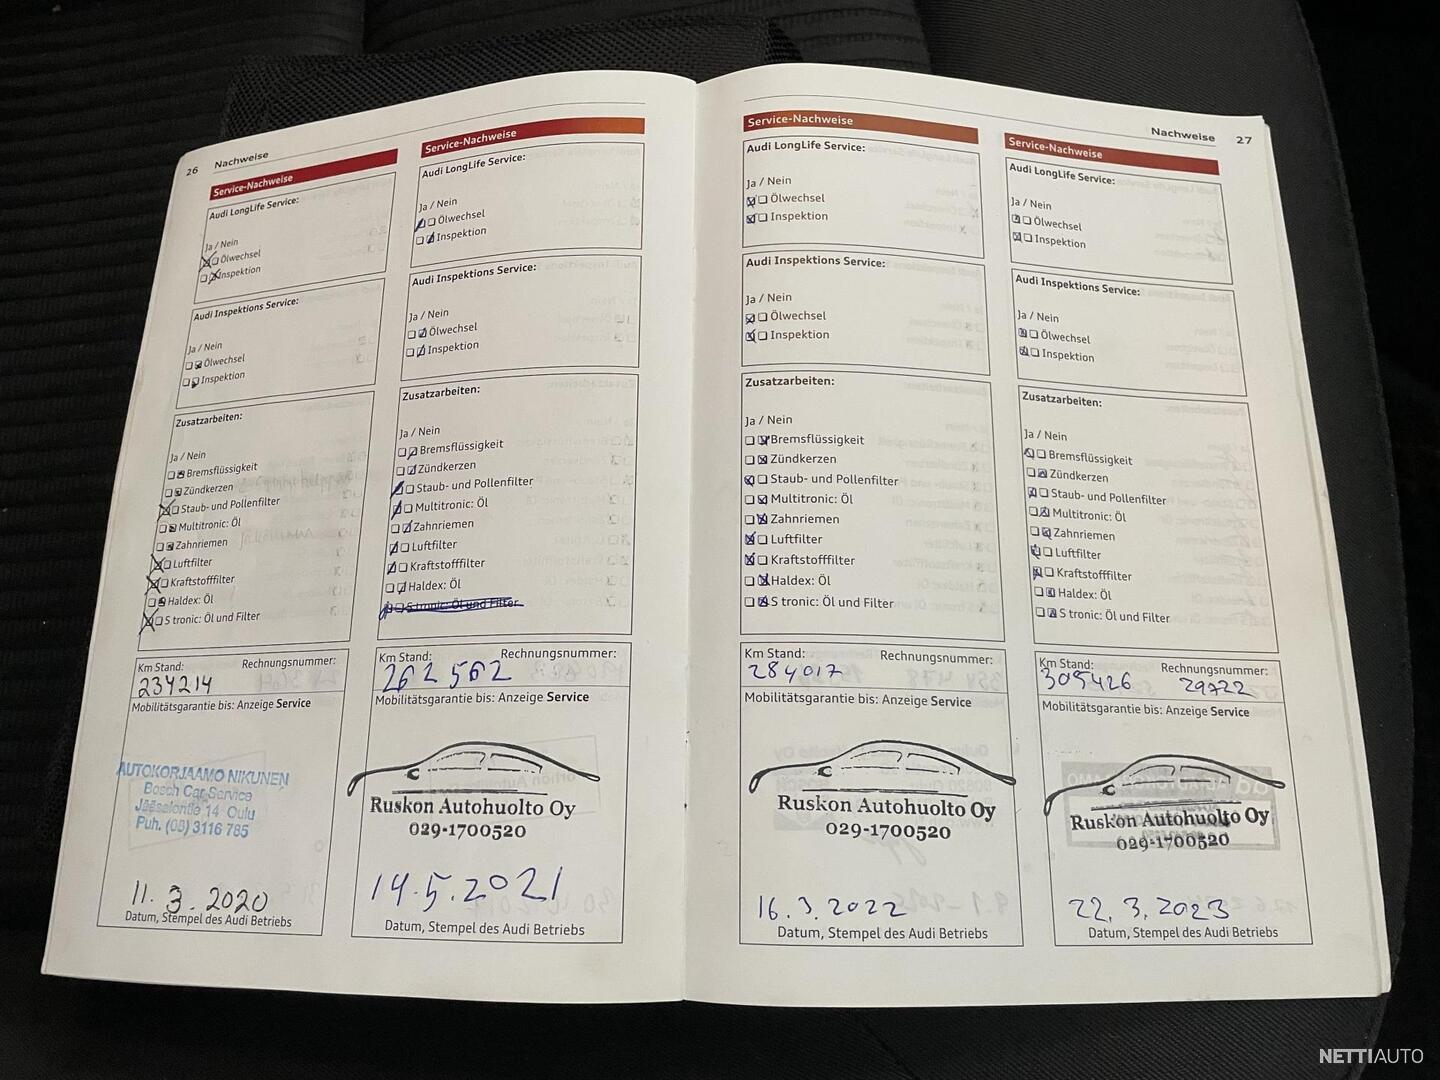 26 Nachweise
Service-Nachweise
Audi LongLife Service:
Ja / Nein
Ölwechsel
Inspektion
Audi Inspektions Service:
Ja / Nein
Ölwechsel
Inspektion
Zusatzarbeiten:
Ja / Nein
Bremsflüssigkeit
Zündkerzen
Staub- und Pollenfilter
Multitronic: Öl
Zahnriemen
Luftfilter
Kraftstofffilter
Haldex: Öl
S tronic: Öl und Filter
Km Stand: Rechnungsnummer:
234214
Mobilitätsgarantie bis: Anzeige Service
AUTOKORJAAMO NIKUNEN
Bosch Car Service
Jääsalontie 14 Oulu
Puh. (08) 3116 785
11.3.2020
Datum, Stempel des Audi Betriebs
Service-Nachweise
Audi LongLife Service:
Ja / Nein
Ölwechsel
Inspektion
Audi Inspektions Service:
Ja / Nein
Ölwechsel
Inspektion
Zusatzarbeiten:
Ja / Nein
Bremsflüssigkeit
Zündkerzen
Staub- und Pollenfilter
Multitronic: Öl
Zahnriemen
Luftfilter
Kraftstofffilter
Haldex: Öl
S tronic: Öl und Filter
Km Stand: Rechnungsnummer:
262562
Mobilitätsgarantie bis: Anzeige Service
Ruskon Autohuolto Oy
029-1700520
14.5.2021
Datum, Stempel des Audi Betriebs
Nachweise 27
Service-Nachweise
Audi LongLife Service:
Ja / Nein
Ölwechsel
Inspektion
Audi Inspektions Service:
Ja / Nein
Ölwechsel
Inspektion
Zusatzarbeiten:
Ja / Nein
Bremsflüssigkeit
Zündkerzen
Staub- und Pollenfilter
Multitronic: Öl
Zahnriemen
Luftfilter
Kraftstofffilter
Haldex: Öl
S tronic: Öl und Filter
Km Stand: Rechnungsnummer:
284017
Mobilitätsgarantie bis: Anzeige Service
Ruskon Autohuolto Oy
029-1700520
16.3.2022
Datum, Stempel des Audi Betriebs
Service-Nachweise
Audi LongLife Service:
Ja / Nein
Ölwechsel
Inspektion
Audi Inspektions Service:
Ja / Nein
Ölwechsel
Inspektion
Zusatzarbeiten:
Ja / Nein
Bremsflüssigkeit
Zündkerzen
Staub- und Pollenfilter
Multitronic: Öl
Zahnriemen
Luftfilter
Kraftstofffilter
Haldex: Öl
S tronic: Öl und Filter
Km Stand: Rechnungsnummer:
305426 29722
Mobilitätsgarantie bis: Anzeige Service
Ruskon Autohuolto Oy
029-1700520
22.3.2023
Datum, Stempel des Audi Betriebs
NETTIAUTO